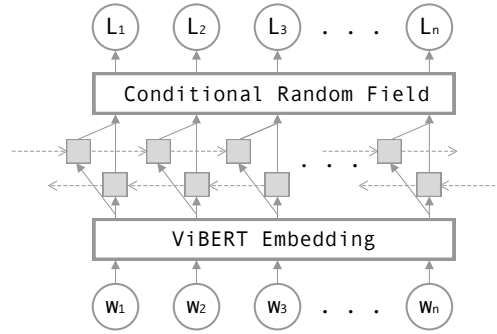 L1 L2 L3 . . . Ln
Conditional Random Field
. . .
ViBERT Embedding
w1 w2 w3 . . . wn